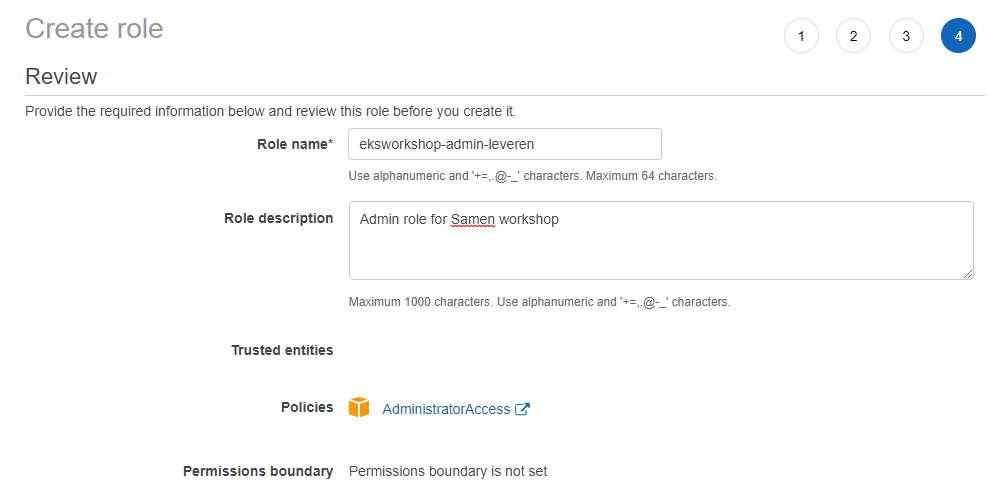 Create role
1 2 3 4
Review
Provide the required information below and review this role before you create it.
Role name* eksworkshop-admin-leveren
Use alphanumeric and '+=,.@-_' characters. Maximum 64 characters.
Role description Admin role for Samen workshop
Maximum 1000 characters. Use alphanumeric and '+=,.@-_' characters.
Trusted entities
Policies AdministratorAccess
Permissions boundary Permissions boundary is not set